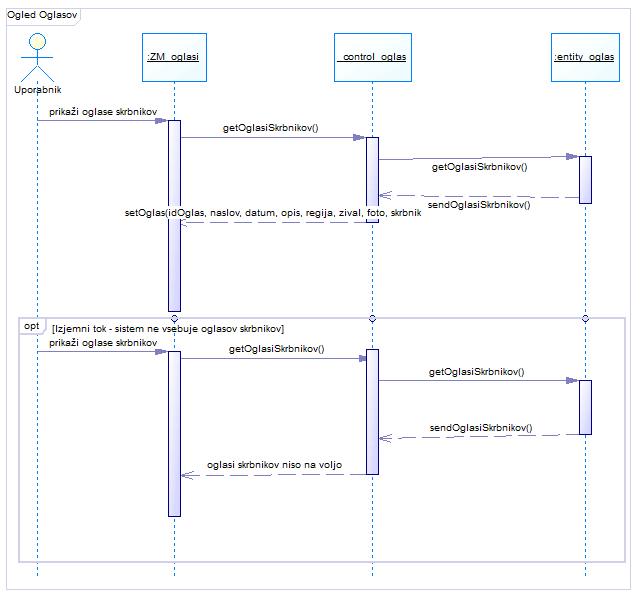 Ogled Oglasov
:ZM_oglasi
_control_oglas
:entity_oglas
Uporabnik
prikaži oglase skrbnikov
getOglasiSkrbnikov()
getOglasiSkrbnikov()
sendOglasiSkrbnikov()
setOglas(idOglas, naslov, datum, opis, regija, zival, foto, skrbnik
opt
[Izjemni tok - sistem ne vsebuje oglasov skrbnikov]
prikaži oglase skrbnikov
getOglasiSkrbnikov()
getOglasiSkrbnikov()
sendOglasiSkrbnikov()
oglasi skrbnikov niso na voljo